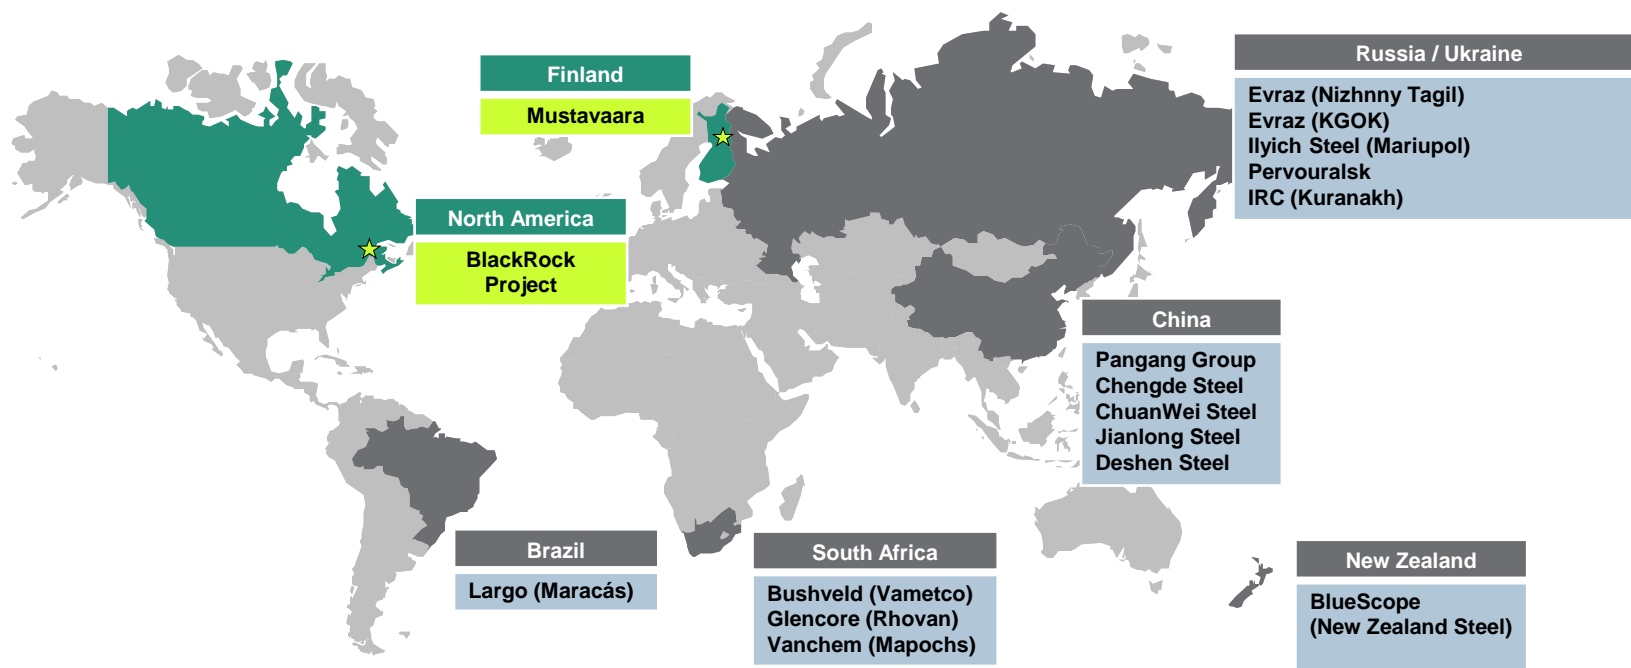 Finland
Mustavaara
North America
BlackRock
Project
Russia / Ukraine
Evraz (Nizhnny Tagil)
Evraz (KGOK)
Ilyich Steel (Mariupol)
Pervouralsk
IRC (Kuranakh)
China
Pangang Group
Chengde Steel
ChuanWei Steel
Jianlong Steel
Deshen Steel
Brazil
Largo (Maracás)
South Africa
Bushveld (Vametco)
Glencore (Rhovan)
Vanchem (Mapochs)
New Zealand
BlueScope
(New Zealand Steel)